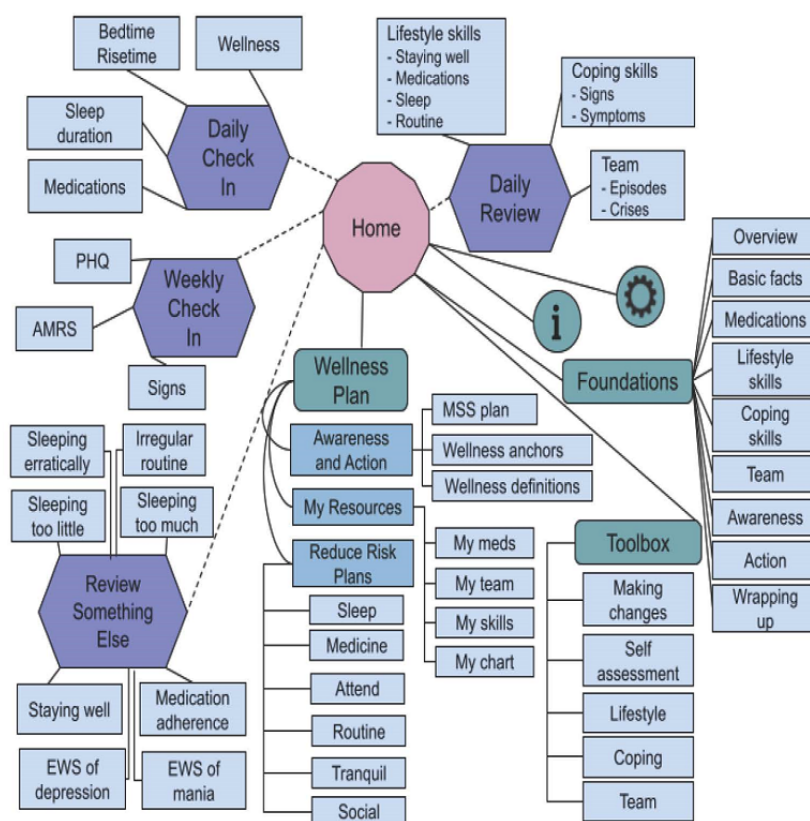 Bedtime
Risetime
Wellness
Sleep
duration
Medications
Daily
Check
In
Lifestyle skills
- Staying well
- Medications
- Sleep
- Routine
Coping skills
- Signs
- Symptoms
Team
- Episodes
- Crises
Daily
Review
Home
PHQ
AMRS
Signs
Weekly
Check
In
i
Foundations
Overview
Basic facts
Medications
Lifestyle
skills
Coping
skills
Team
Awareness
Action
Wrapping
up
Wellness
Plan
Awareness
and Action
MSS plan
Wellness anchors
Wellness definitions
My Resources
My meds
My team
My skills
My chart
Reduce Risk
Plans
Sleep
Medicine
Attend
Routine
Tranquil
Social
Toolbox
Making
changes
Self
assessment
Lifestyle
Coping
Team
Sleeping
erratically
Irregular
routine
Sleeping
too little
Sleeping
too much
Review
Something
Else
Staying well
Medication
adherence
EWS of
depression
EWS of
mania